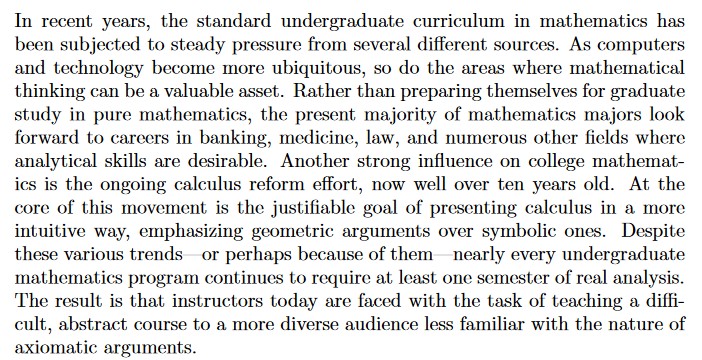 In recent years, the standard undergraduate curriculum in mathematics has
been subjected to steady pressure from several different sources. As computers
and technology become more ubiquitous, so do the areas where mathematical
thinking can be a valuable asset. Rather than preparing themselves for graduate
study in pure mathematics, the present majority of mathematics majors look
forward to careers in banking, medicine, law, and numerous other fields where
analytical skills are desirable. Another strong influence on college mathemat-
ics is the ongoing calculus reform effort, now well over ten years old. At the
core of this movement is the justifiable goal of presenting calculus in a more
intuitive way, emphasizing geometric arguments over symbolic ones. Despite
these various trends—or perhaps because of them—nearly every undergraduate
mathematics program continues to require at least one semester of real analysis.
The result is that instructors today are faced with the task of teaching a diffi-
cult, abstract course to a more diverse audience less familiar with the nature of
axiomatic arguments.